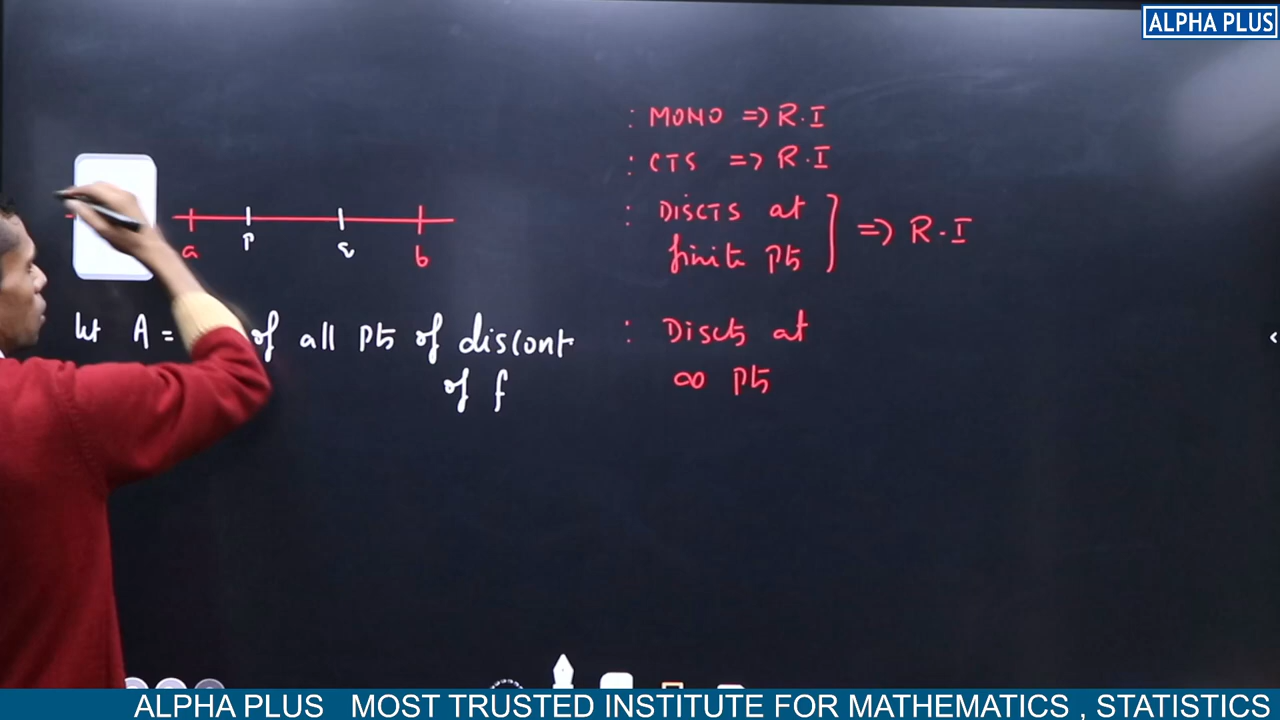 ALPHA PLUS
: MONO => R.I
: CTS => R.I
: DISCTS at
finite Pts
=> R.I
a p q b
let A = of all pts of discont
of f
: Discts at
∞ Pts
ALPHA PLUS MOST TRUSTED INSTITUTE FOR MATHEMATICS , STATISTICS